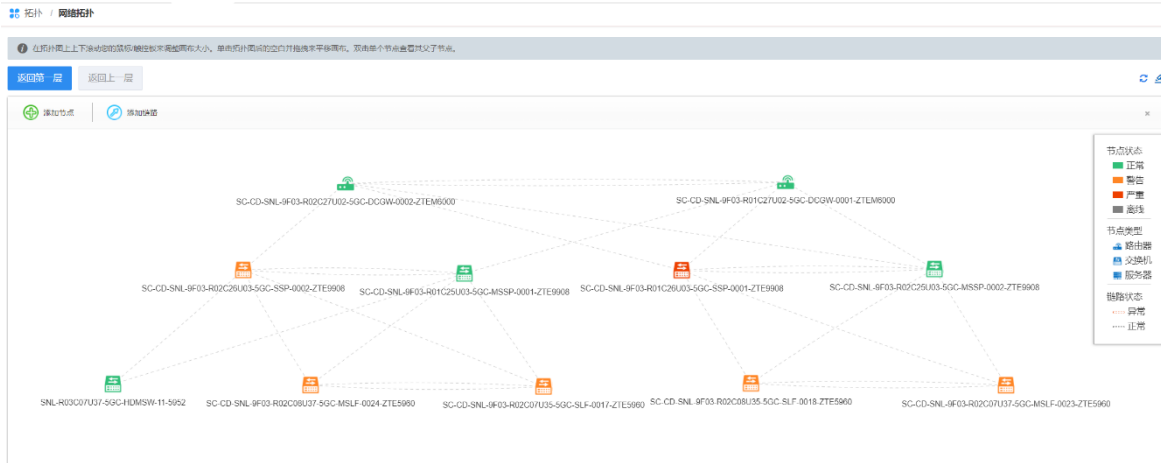 拓扑 / 网络拓扑
在拓扑图上上下滚动您的鼠标/触控板来调整画布大小。单击拓扑图项的空白并拖拽来平移画布。双击单个节点查看其父子节点。
返回第一层 返回上一层
添加节点 添加链路
节点状态
正常
警告
严重
离线
节点类型
路由器
交换机
服务器
链路状态
异常
正常
SC-CD-SNL-9F03-R02C27U02-5GC-DCGW-0002-ZTEM6000
SC-CD-SNL-9F03-R01C27U02-5GC-DCGW-0001-ZTEM6000
SC-CD-SNL-9F03-R02C26U03-5GC-SSP-0002-ZTE9908
SC-CD-SNL-9F03-R01C25U03-5GC-MSSP-0001-ZTE9908
SC-CD-SNL-9F03-R01C26U03-5GC-SSP-0001-ZTE9908
SC-CD-SNL-9F03-R02C25U03-5GC-MSSP-0002-ZTE9908
SNL-R03C07U37-5GC-HDMSW-11-5952
SC-CD-SNL-9F03-R02C08U37-5GC-MSLF-0024-ZTE5960
SC-CD-SNL-9F03-R02C07U35-5GC-SLF-0017-ZTE5960
SC-CD-SNL-9F03-R02C08U35-5GC-SLF-0018-ZTE5960
SC-CD-SNL-9F03-R02C07U37-5GC-MSLF-0023-ZTE5960